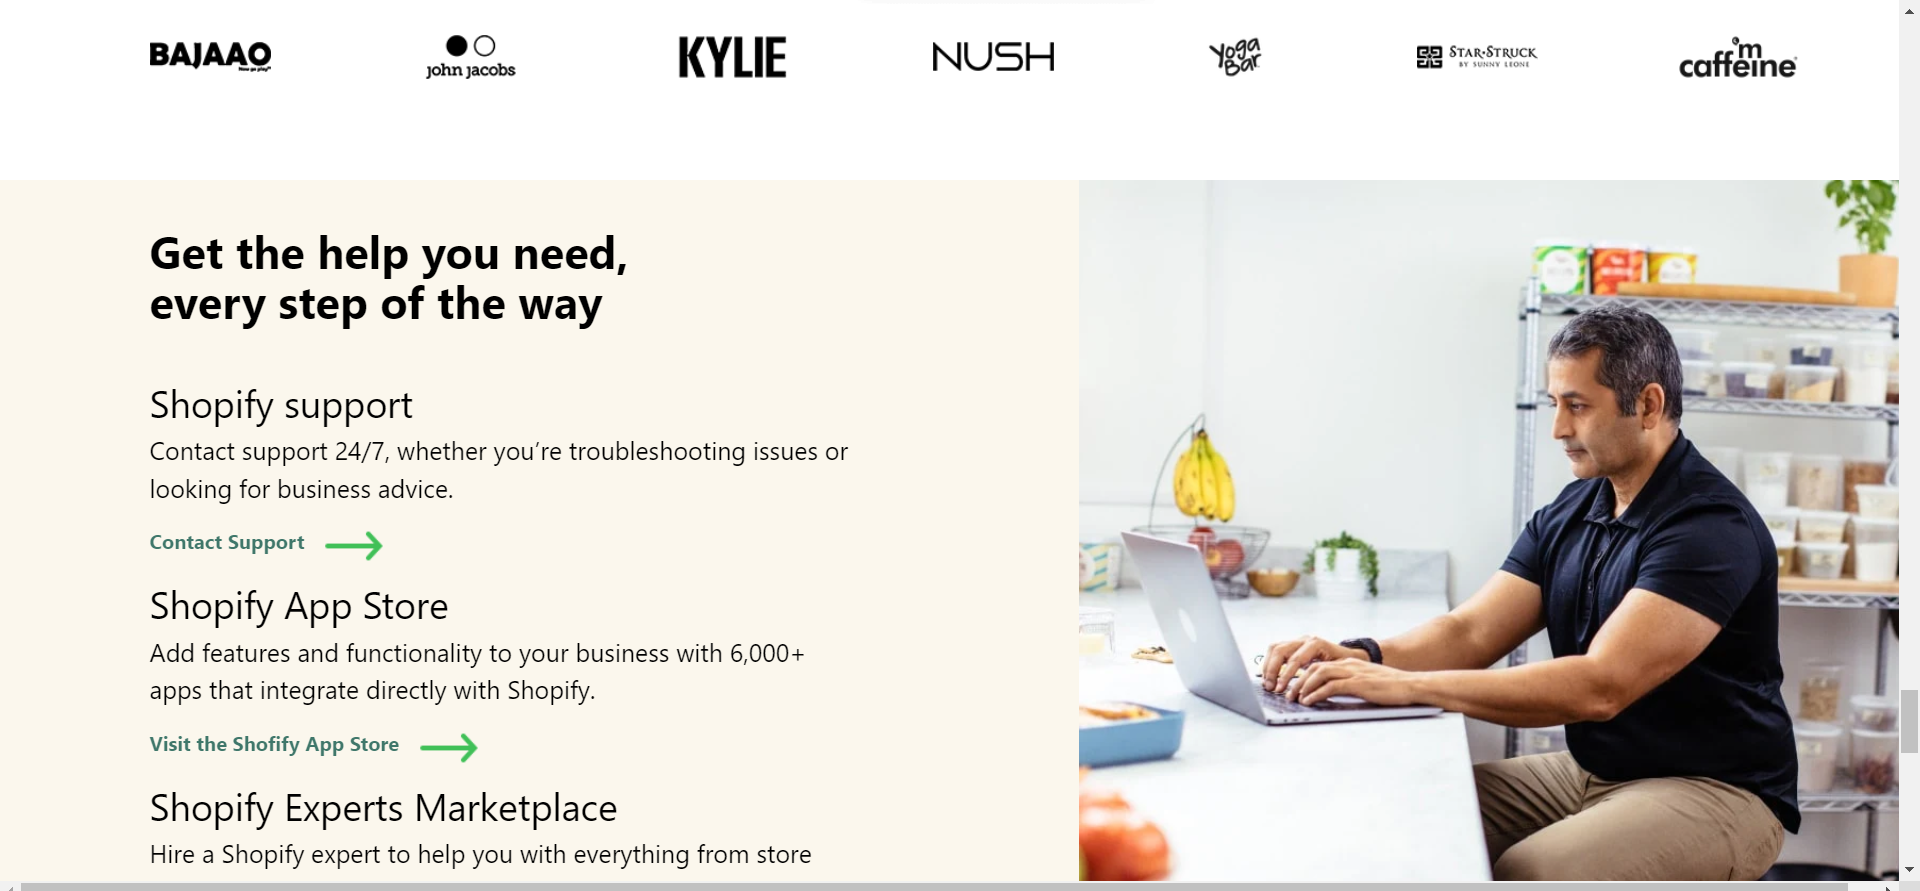 BAJAAO
Now go play™
john jacobs
KYLIE
NUSH
YOGA
BAR
STAR•STRUCK
BY SUNNY LEONE
'm
caffeine
Get the help you need,
every step of the way
Shopify support
Contact support 24/7, whether you’re troubleshooting issues or
looking for business advice.
Contact Support
Shopify App Store
Add features and functionality to your business with 6,000+
apps that integrate directly with Shopify.
Visit the Shofify App Store
Shopify Experts Marketplace
Hire a Shopify expert to help you with everything from store